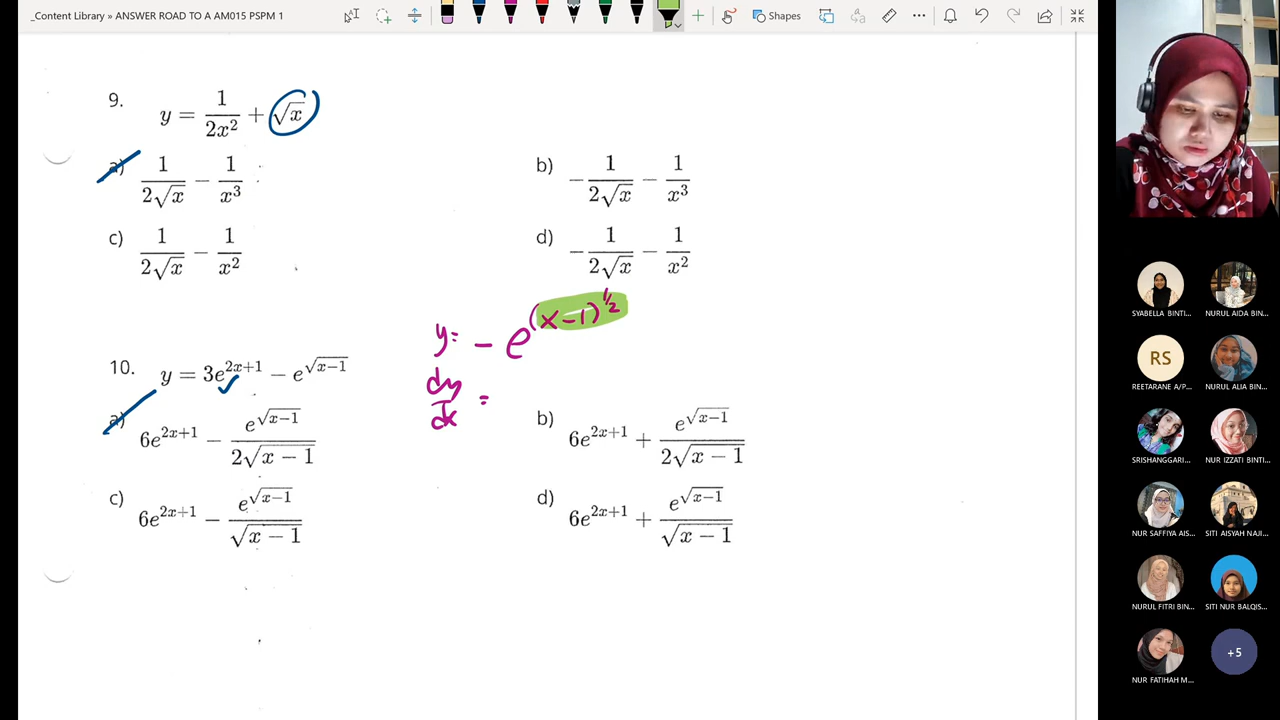 _Content Library » ANSWER ROAD TO A AM015 PSPM 1
Shapes
9.
y = 1/(2x²) + √x
a) 1/(2√x) − 1/x³
b) −1/(2√x) − 1/x³
c) 1/(2√x) − 1/x²
d) −1/(2√x) − 1/x²
y = − e^(x−1)^½
dy/dx =
10.
y = 3e^(2x+1) − e^(√(x−1))
a) 6e^(2x+1) − e^(√(x−1))/(2√(x−1))
b) 6e^(2x+1) + e^(√(x−1))/(2√(x−1))
c) 6e^(2x+1) − e^(√(x−1))/√(x−1)
d) 6e^(2x+1) + e^(√(x−1))/√(x−1)
SYABELLA BINTI...
NURUL AIDA BIN...
RS
REETARANE A/P...
NURUL ALIA BIN...
SRISHANGGARI...
NUR IZZATI BINTI...
NUR SAFFIYA AIS...
SITI AISYAH NAJI...
NURUL FITRI BIN...
SITI NUR BALQIS...
NUR FATIHAH M...
+5